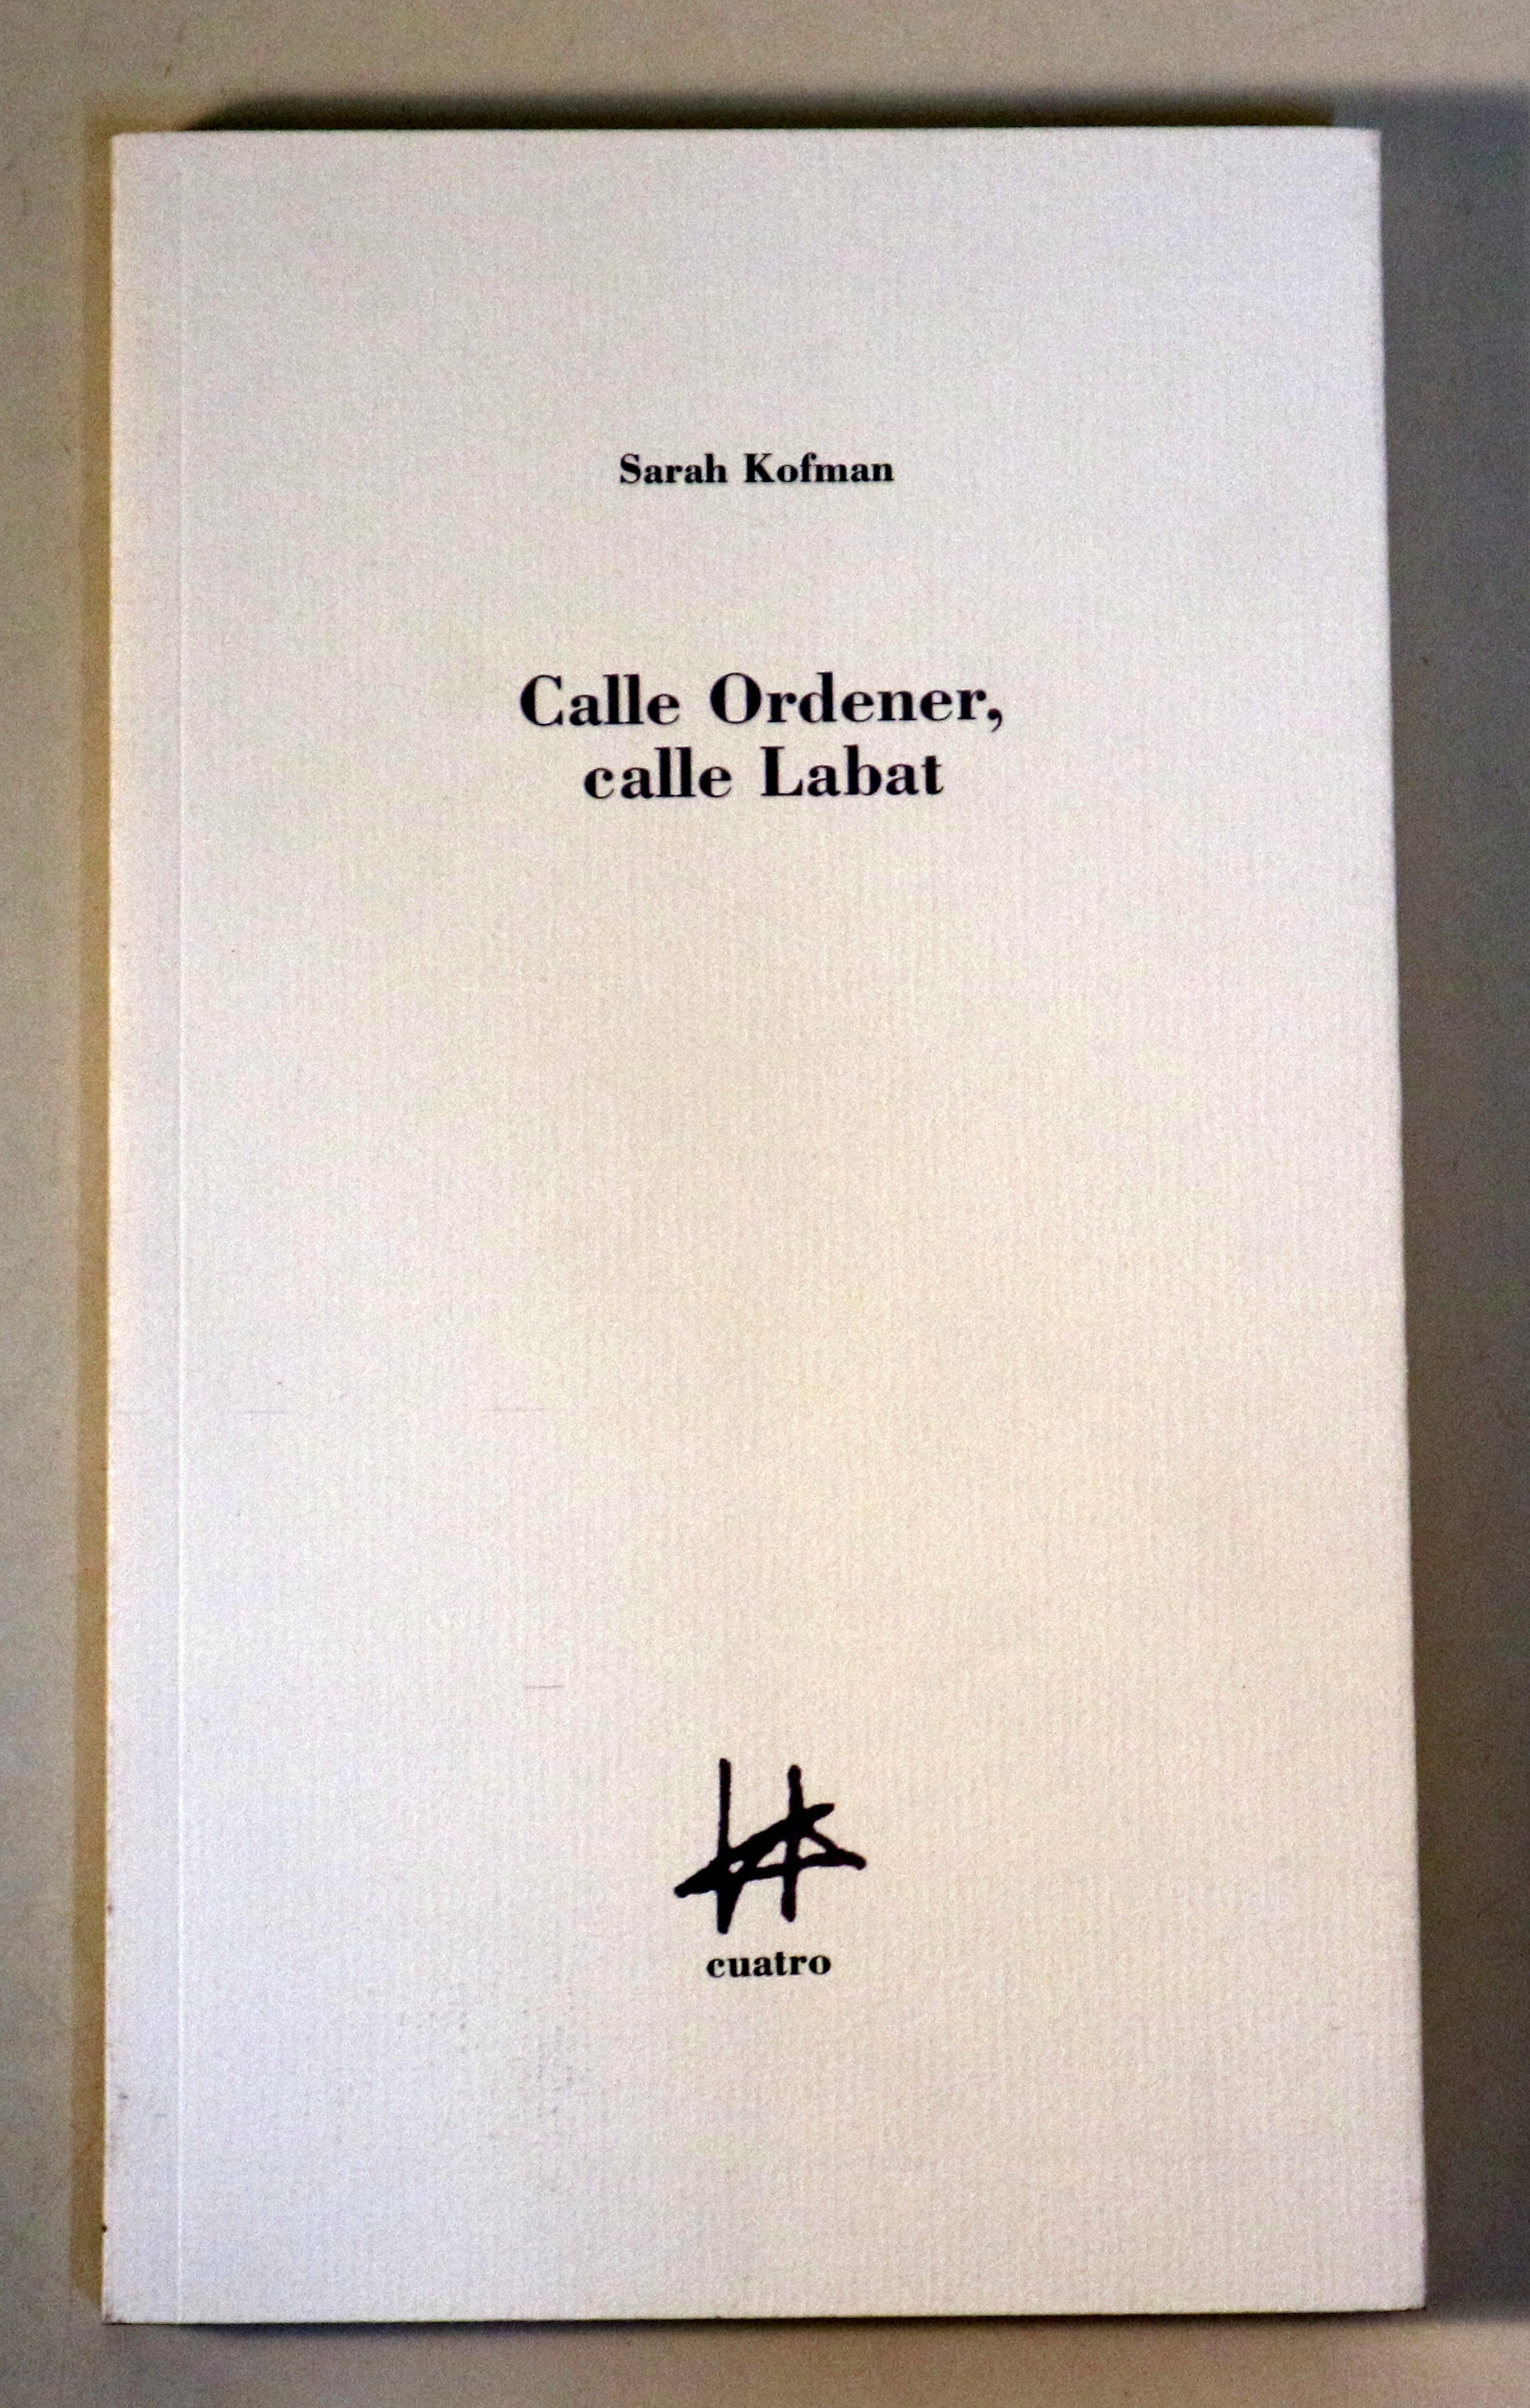 Sarah Kofman
Calle Ordener,
calle Labat
cuatro